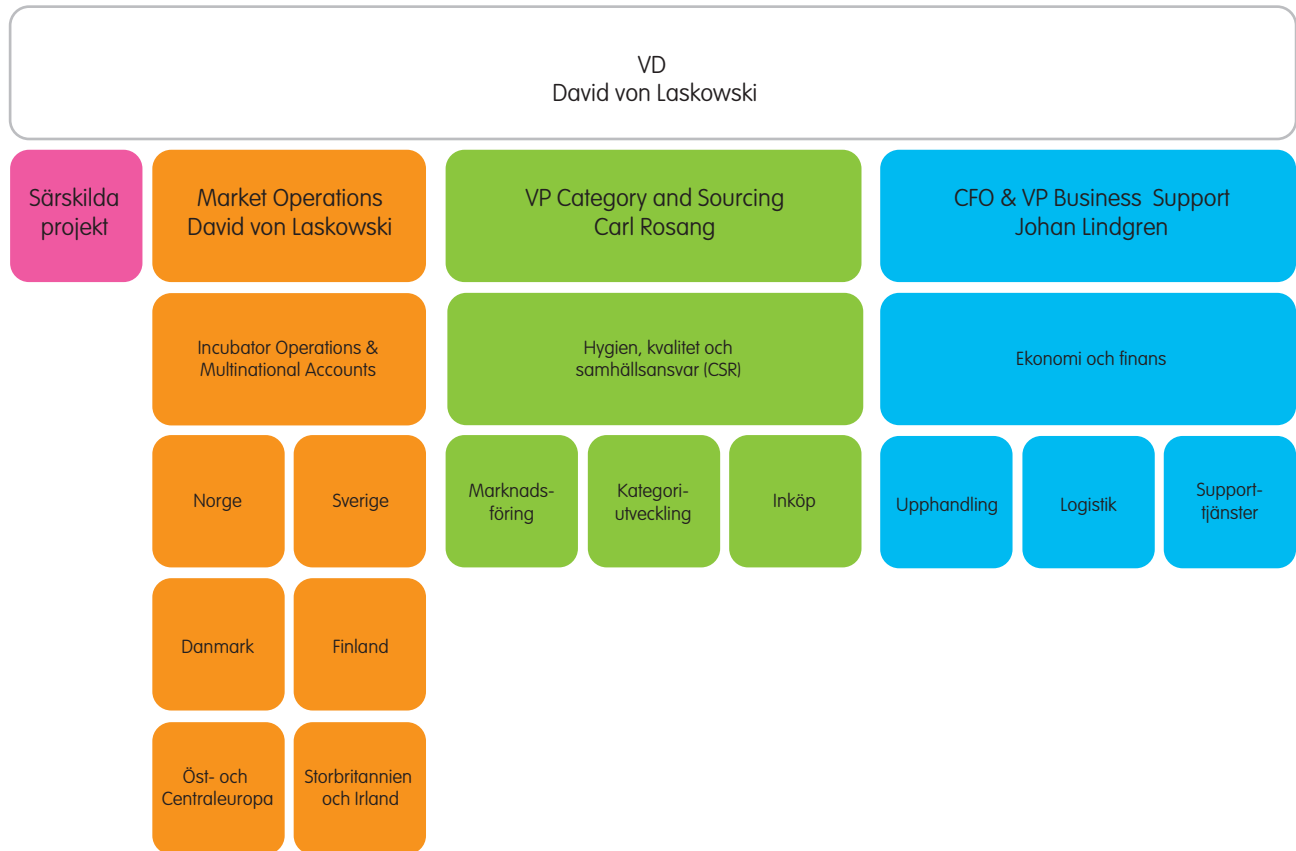 VD
David von Laskowski
Särskilda
projekt
Market Operations
David von Laskowski
VP Category and Sourcing
Carl Rosang
CFO & VP Business Support
Johan Lindgren
Incubator Operations &
Multinational Accounts
Hygien, kvalitet och
samhällsansvar (CSR)
Ekonomi och finans
Norge
Sverige
Marknads-
föring
Kategori-
utveckling
Inköp
Upphandling
Logistik
Support-
tjänster
Danmark
Finland
Öst- och
Centraleuropa
Storbritannien
och Irland